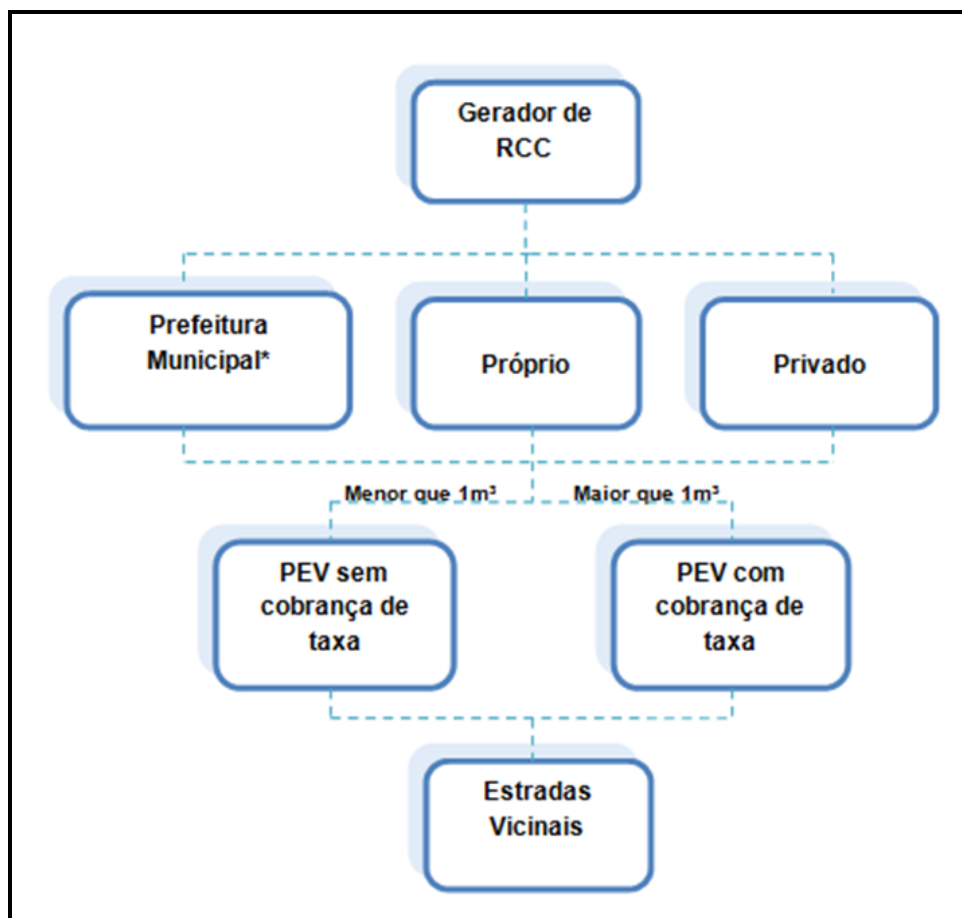 Gerador de
RCC
Prefeitura
Municipal*
Próprio
Privado
Menor que 1m³
Maior que 1m³
PEV sem
cobrança de
taxa
PEV com
cobrança de
taxa
Estradas
Vicinais